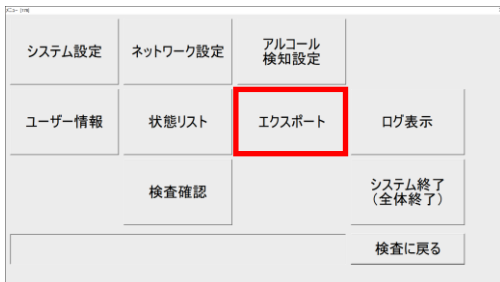 システム設定
ネットワーク設定
アルコール
検知設定
ユーザー情報
状態リスト
エクスポート
ログ表示
検査確認
システム終了
（全体終了）
検査に戻る